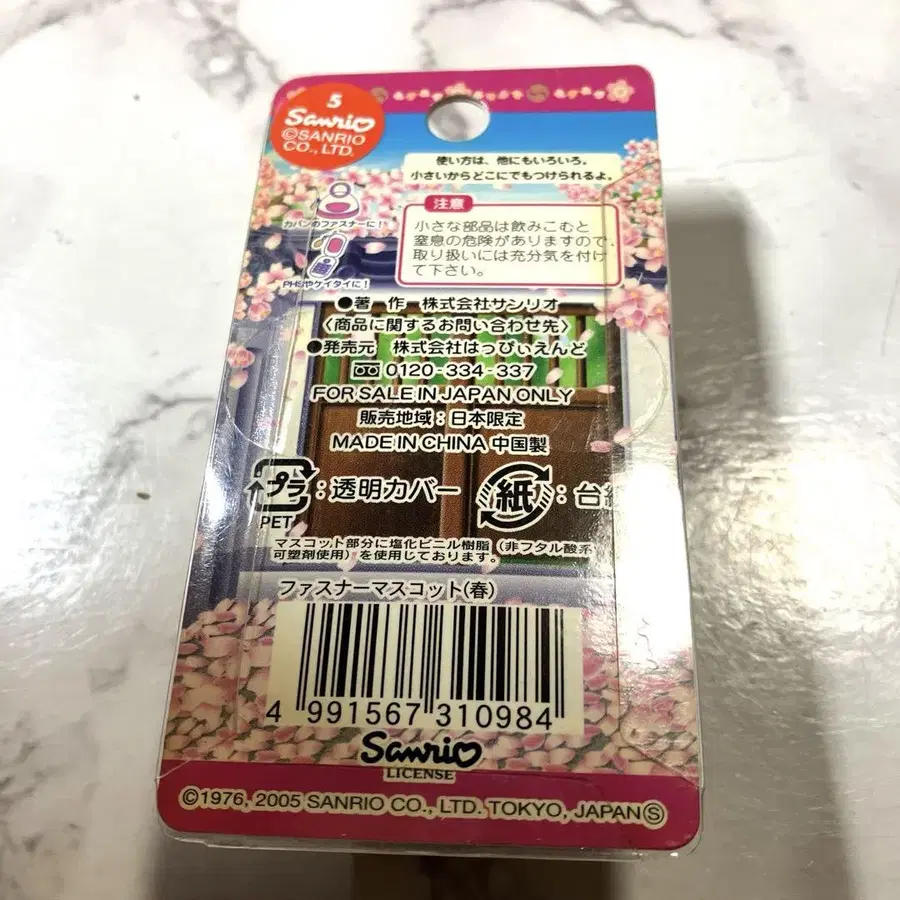 5
Sanrio
©SANRIO
CO., LTD.
使い方は、他にもいろいろ。
小さいからどこにでもつけられるよ。
カバンのファスナーに!
PHSやケイタイに!
注意
小さな部品は飲みこむと
窒息の危険がありますので、
取り扱いには充分気を付け
て下さい。
●著 作 株式会社サンリオ
〈商品に関するお問い合わせ先〉
●発売元 株式会社はっぴぃえんど
0120-334-337
FOR SALE IN JAPAN ONLY
販売地域:日本限定
MADE IN CHINA 中国製
プラ:透明カバー 紙:台紙
PET
マスコット部分に塩化ビニル樹脂(非フタル酸系
可塑剤使用)を使用しております。
ファスナーマスコット(春)
4 991567 310984
Sanrio
LICENSE
©1976, 2005 SANRIO CO., LTD. TOKYO, JAPAN Ⓢ